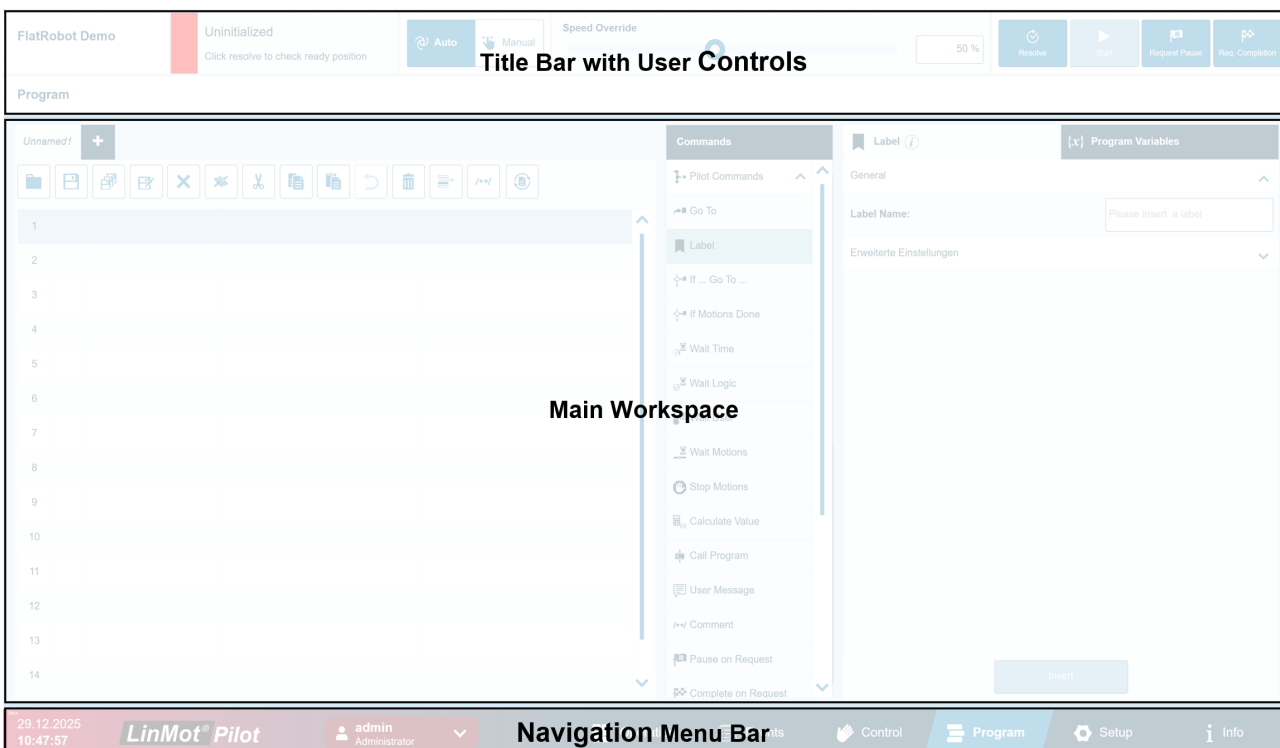 FlatRobot Demo
Uninitialized
Click resolve to check ready position
Auto
Manual
Speed Override
50 %
Resolve
Start
Request Pause
Req. Completion
Title Bar with User Controls
Program
Unnamed1
Commands
Label
{x} Program Variables
Pilot Commands
General
Go To
Label Name:
Please insert a label
Label
Erweiterte Einstellungen
If ... Go To ...
If Motions Done
Wait Time
Wait Logic
Main Workspace
Wait Motions
Stop Motions
Calculate Value
Call Program
User Message
/**/ Comment
Pause on Request
Complete on Request
1
2
3
4
5
6
7
8
9
10
11
12
13
14
Insert
29.12.2025
10:47:57
LinMot® Pilot
admin
Administrator
Navigation Menu Bar
Control
Program
Setup
Info